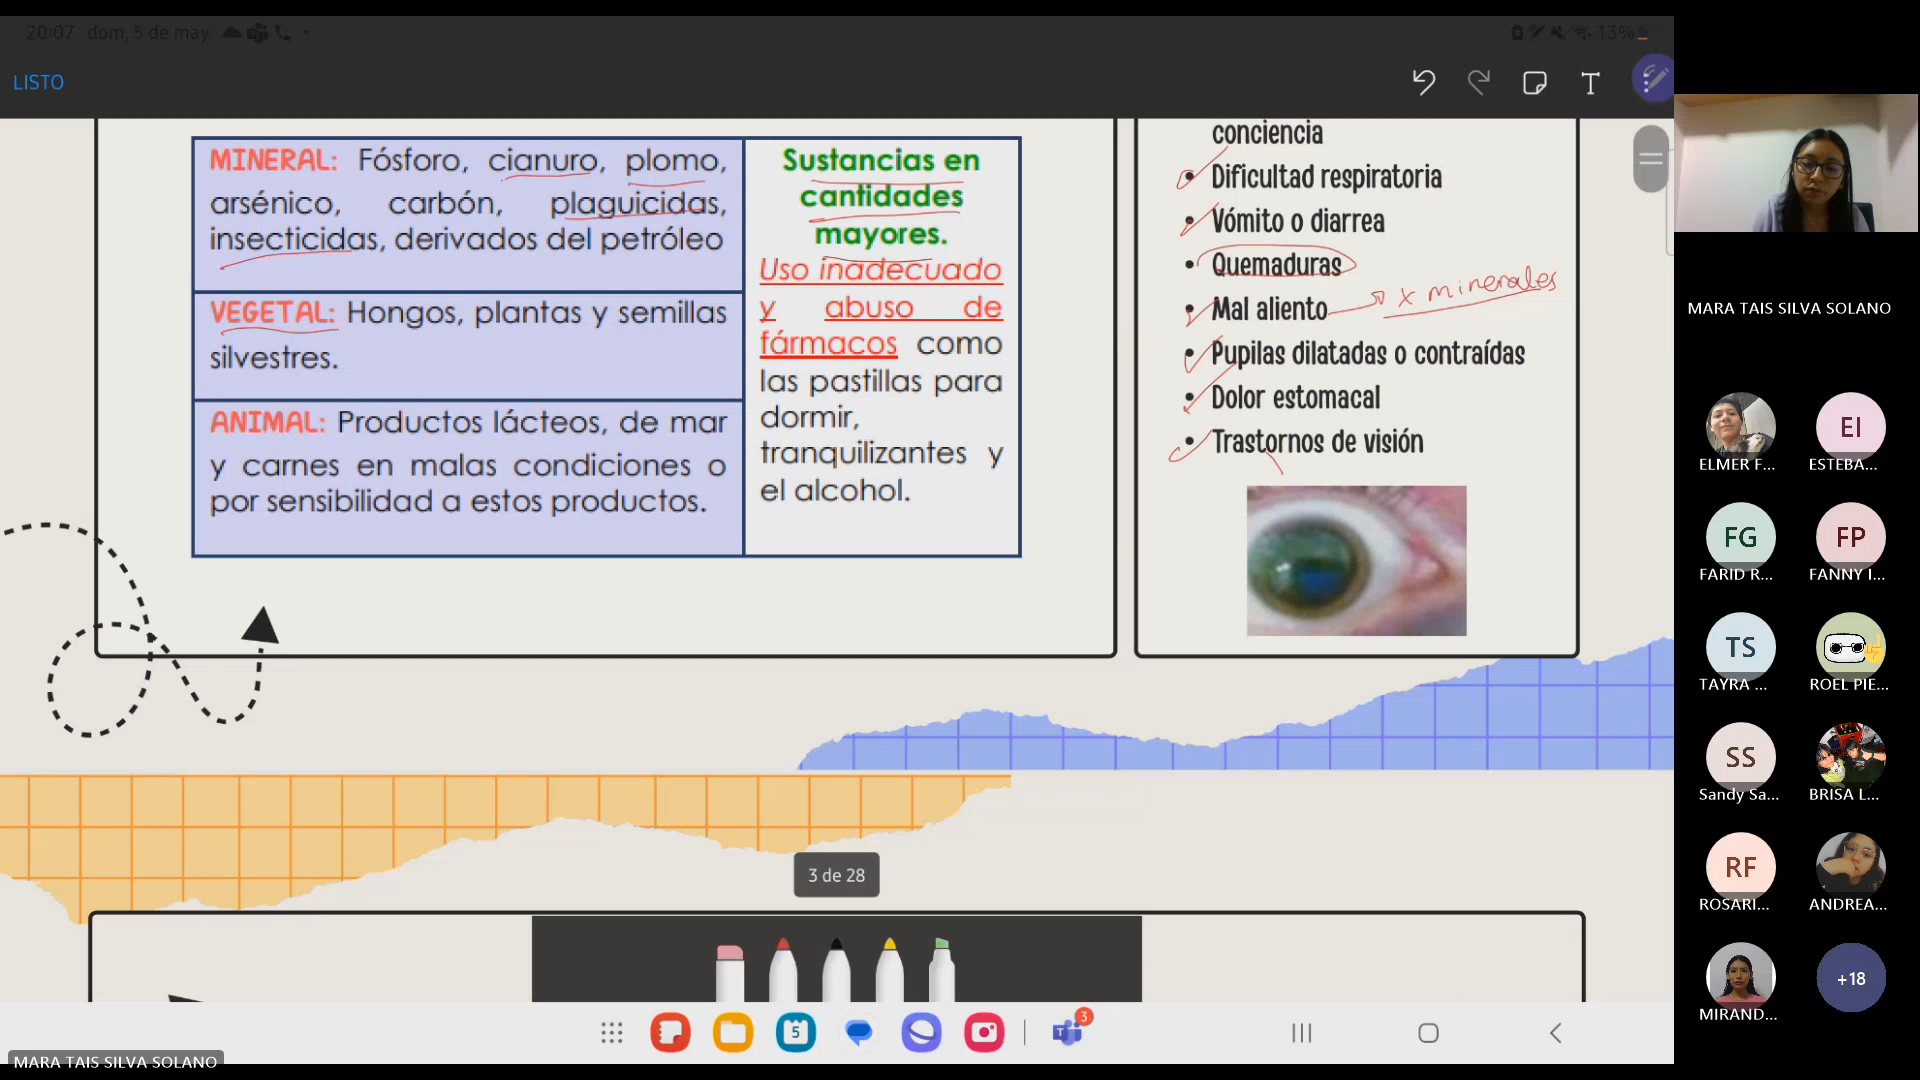 20:07 dom, 5 de may
13%
LISTO
T
MINERAL: Fósforo, cianuro, plomo,
arsénico, carbón, plaguicidas,
insecticidas, derivados del petróleo
VEGETAL: Hongos, plantas y semillas
silvestres.
ANIMAL: Productos lácteos, de mar
y carnes en malas condiciones o
por sensibilidad a estos productos.
Sustancias en
cantidades
mayores.
Uso inadecuado
y abuso de
fármacos como
las pastillas para
dormir,
tranquilizantes y
el alcohol.
conciencia
• Dificultad respiratoria
• Vómito o diarrea
• Quemaduras
• Mal aliento
x minerales
• Pupilas dilatadas o contraídas
• Dolor estomacal
• Trastornos de visión
3 de 28
5
3
MARA TAIS SILVA SOLANO
MARA TAIS SILVA SOLANO
EI
ELMER F... ESTEBA...
FG FP
FARID R... FANNY I...
TS
TAYRA ... ROEL PIE...
SS
Sandy Sa... BRISA L...
RF
ROSARI... ANDREA...
+18
MIRAND...